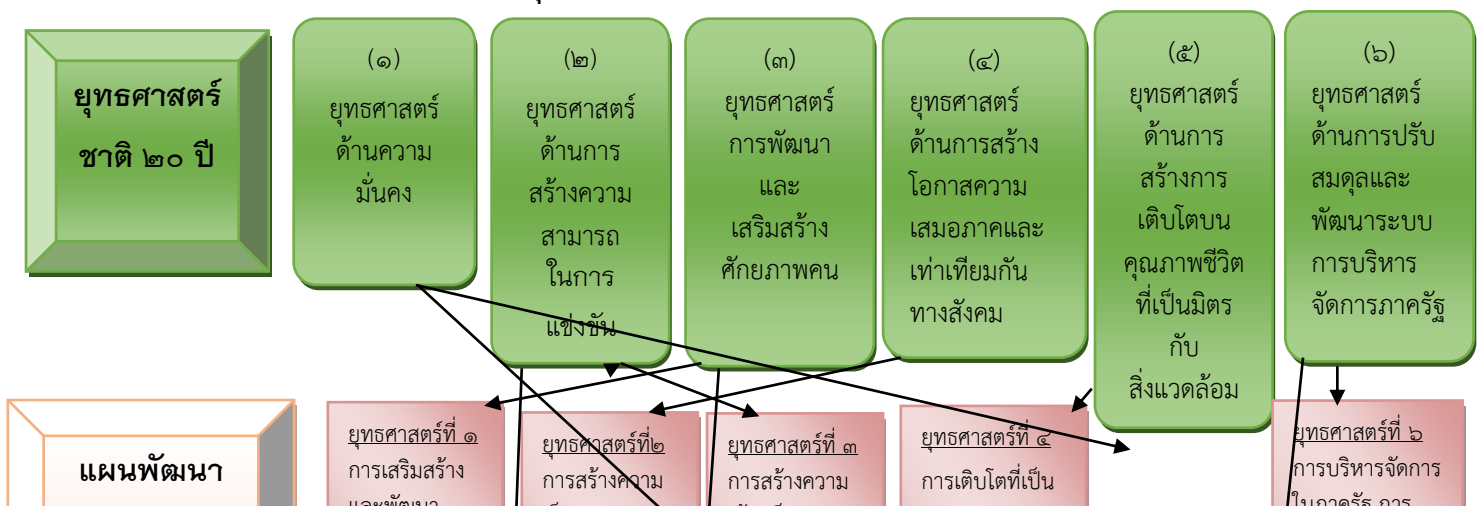 ยุทธศาสตร์
ชาติ ๒๐ ปี
(๑)
ยุทธศาสตร์
ด้านความ
มั่นคง
(๒)
ยุทธศาสตร์
ด้านการ
สร้างความ
สามารถ
ในการ
แข่งขัน
(๓)
ยุทธศาสตร์
การพัฒนา
และ
เสริมสร้าง
ศักยภาพคน
(๔)
ยุทธศาสตร์
ด้านการสร้าง
โอกาสความ
เสมอภาคและ
เท่าเทียมกัน
ทางสังคม
(๕)
ยุทธศาสตร์
ด้านการ
สร้างการ
เติบโตบน
คุณภาพชีวิต
ที่เป็นมิตร
กับ
สิ่งแวดล้อม
(๖)
ยุทธศาสตร์
ด้านการปรับ
สมดุลและ
พัฒนาระบบ
การบริหาร
จัดการภาครัฐ
แผนพัฒนา
ยุทธศาสตร์ที่ ๑
การเสริมสร้าง
และพัฒนา
ยุทธศาสตร์ที่๒
การสร้างความ
ยุทธศาสตร์ที่ ๓
การสร้างความ
ยุทธศาสตร์ที่ ๔
การเติบโตที่เป็น
ยุทธศาสตร์ที่ ๖
การบริหารจัดการ
ในภาครัฐ การ